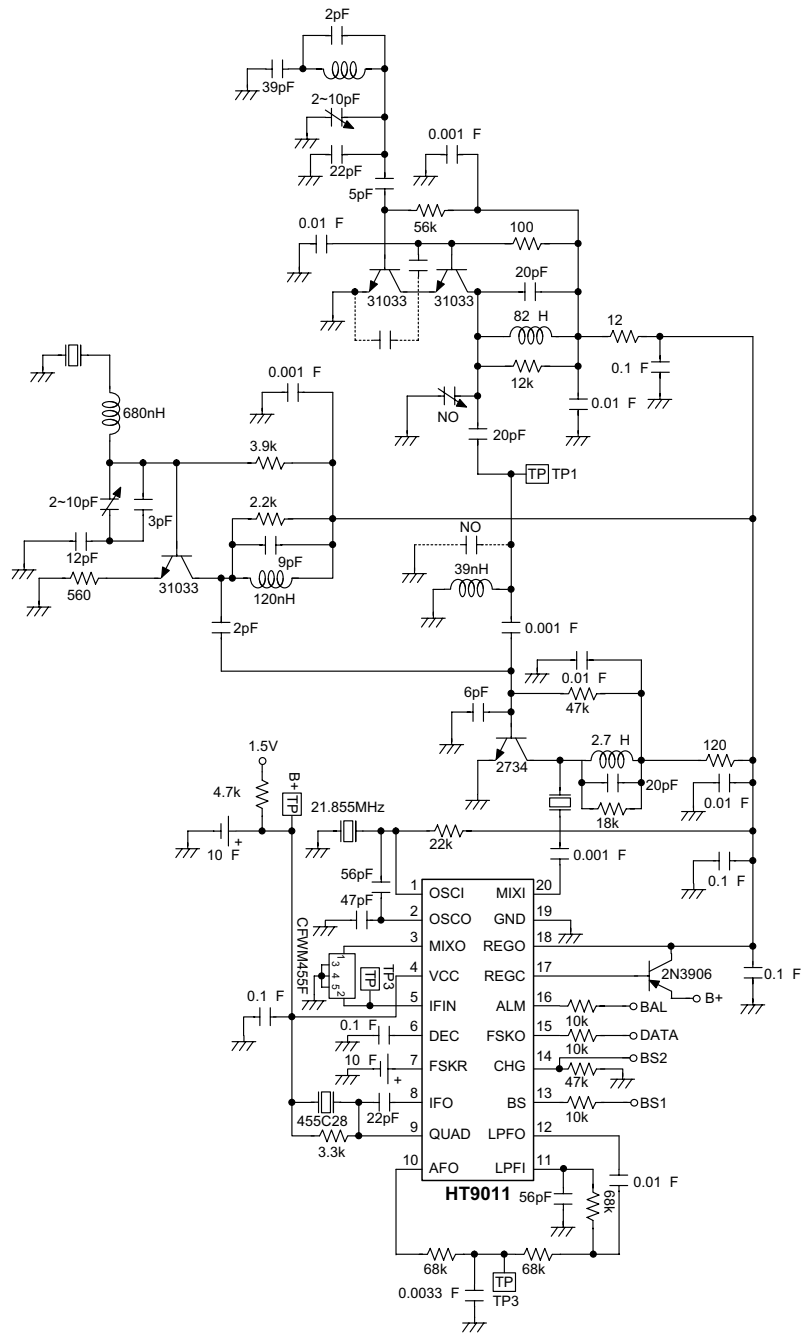 2pF
39pF
2~10pF
0.001 F
22pF
5pF
56k
0.01 F
100
20pF
31033
31033
82 H
12
0.1 F
12k
0.001 F
0.01 F
NO
680nH
20pF
3.9k
TP TP1
2~10pF
2.2k
3pF
NO
12pF
9pF
39nH
31033
560
120nH
2pF
0.001 F
0.01 F
6pF
47k
1.5V
2.7 H
120
B+
2734
TP
4.7k
20pF
21.855MHz
0.01 F
18k
22k
10 F
+
0.001 F
56pF
0.1 F
1 OSCI MIXI 20
47pF
2 OSCO GND 19
CFWM455F
3 MIXO REGO 18
1
3
4
5
2
TP3
TP
4 VCC REGC 17
2N3906
0.1 F
B+
5 IFIN ALM 16
BAL
0.1 F
10k
0.1 F
6 DEC FSKO 15
DATA
10k
10 F
+
7 FSKR CHG 14
BS2
47k
8 IFO BS 13
BS1
455C28
22pF
10k
9 QUAD LPFO 12
3.3k
10 AFO LPFI 11
0.01 F
56pF
68k
HT9011
68k
68k
TP
0.0033 F
TP3